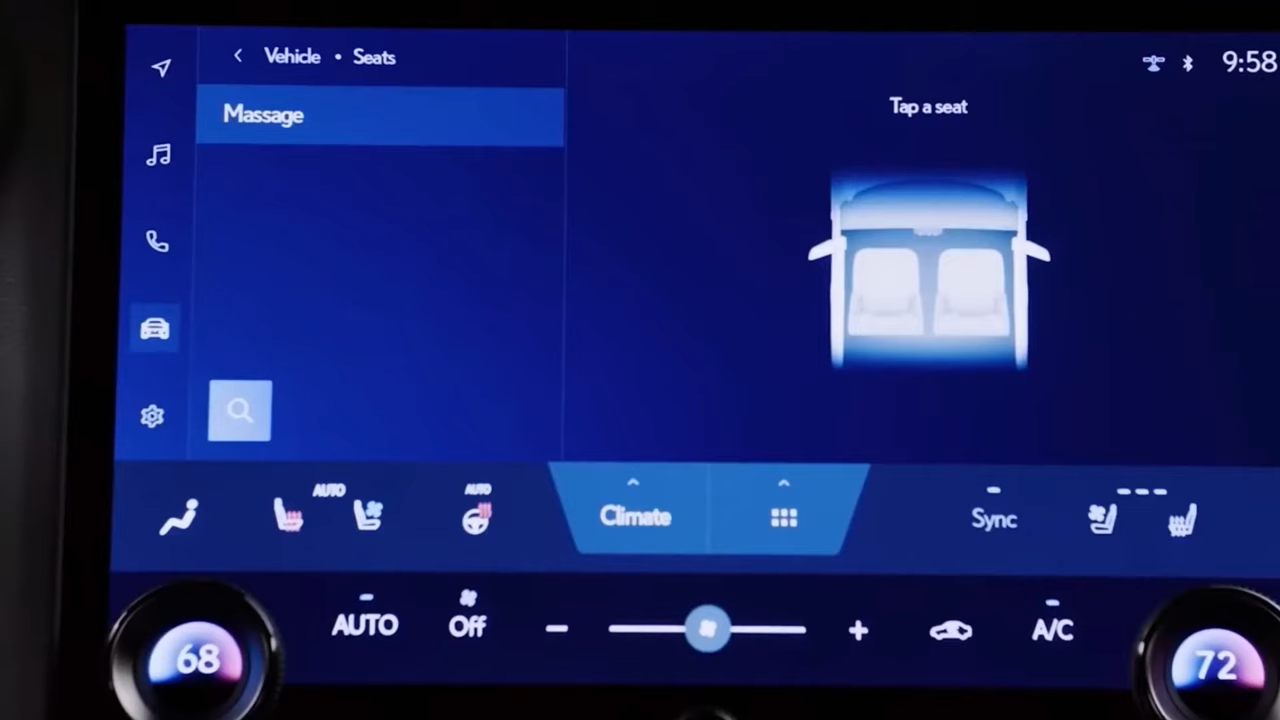 Vehicle • Seats
9:58
Massage
Tap a seat
AUTO
AUTO
Climate
Sync
AUTO
Off
A/C
68
72